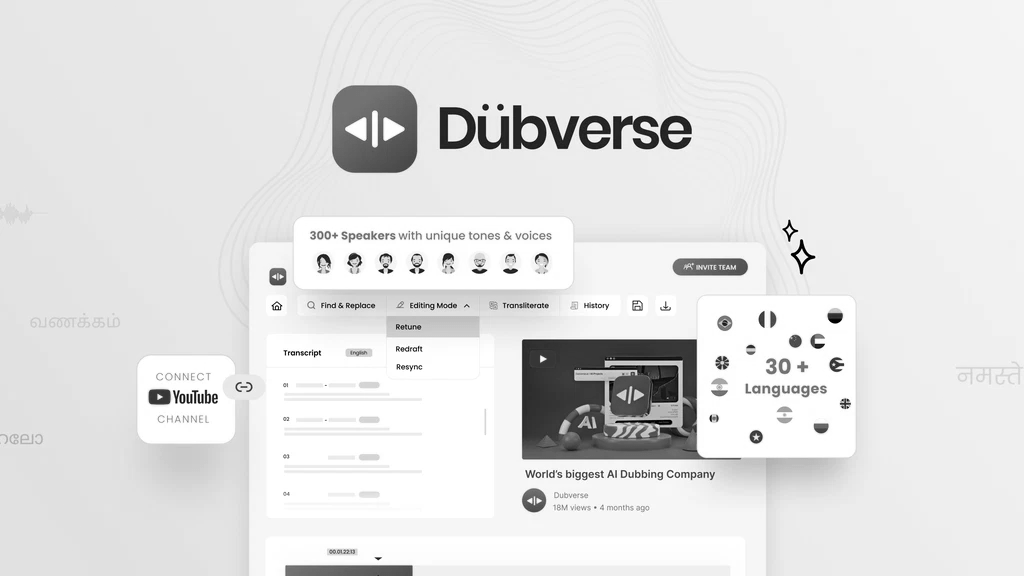 Dübverse
300+ Speakers with unique tones & voices
INVITE TEAM
Find & Replace
Editing Mode
Transliterate
History
Retune
Redraft
Resync
Transcript
English
01
02
03
04
வணக்கம்
CONNECT
YouTube
CHANNEL
AI
30 +
Languages
नमस्ते
World's biggest AI Dubbing Company
Dubverse
18M views • 4 months ago
00.01.22:13